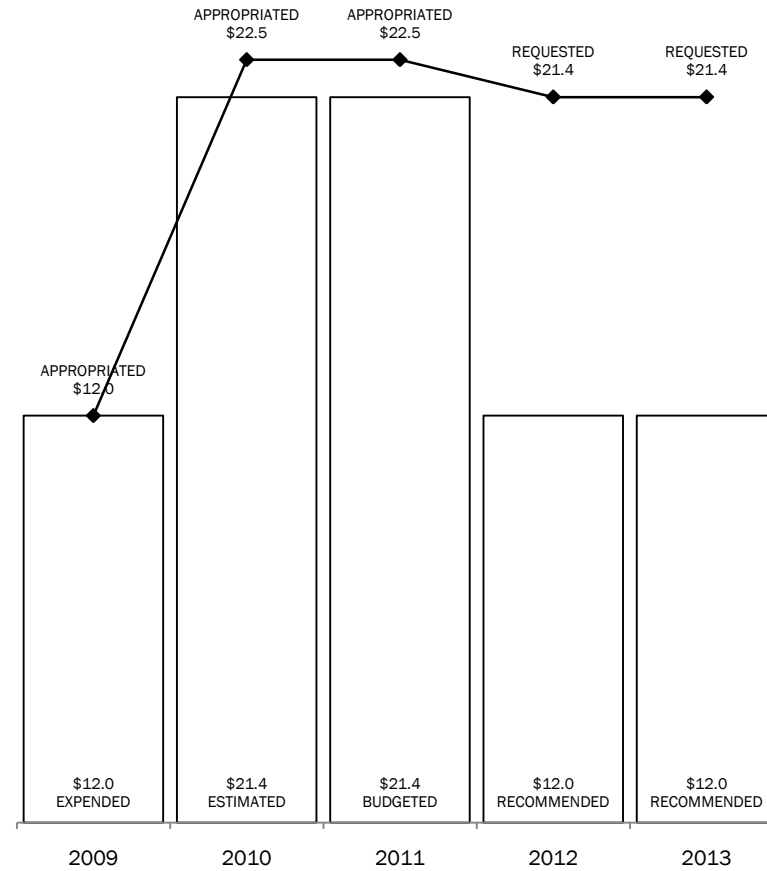 APPROPRIATED
$22.5
APPROPRIATED
$22.5
REQUESTED
$21.4
REQUESTED
$21.4
APPROPRIATED
$12.0
$12.0
EXPENDED
$21.4
ESTIMATED
$21.4
BUDGETED
$12.0
RECOMMENDED
$12.0
RECOMMENDED
2009
2010
2011
2012
2013